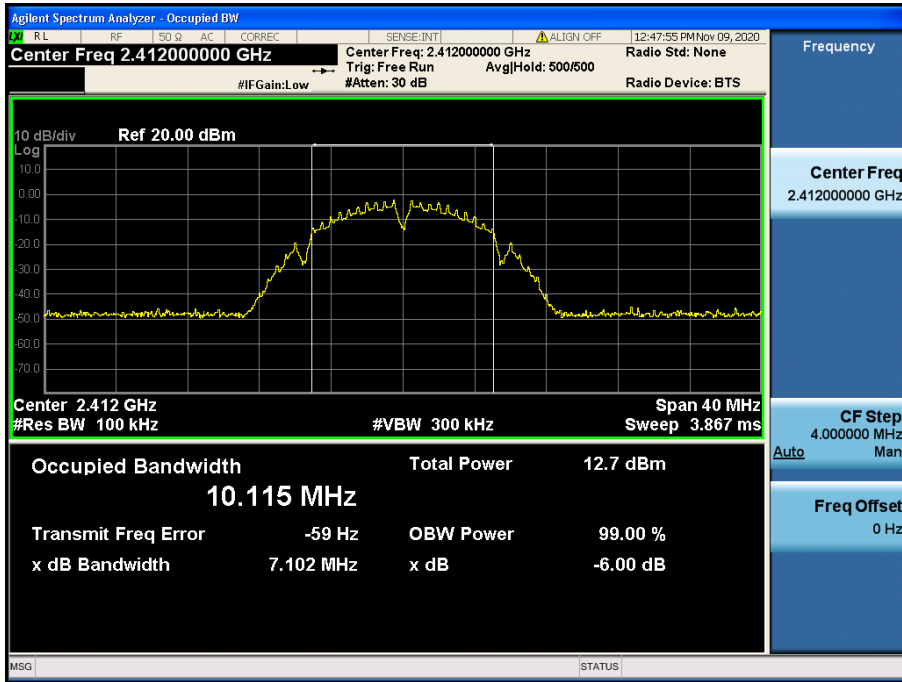 Agilent Spectrum Analyzer - Occupied BW
LXI RL RF 50 Ω AC CORREC SENSE:INT ALIGN OFF 12:47:55 PM Nov 09, 2020
Center Freq 2.412000000 GHz
Center Freq: 2.412000000 GHz
Radio Std: None
Trig: Free Run Avg|Hold: 500/500
#IFGain:Low
#Atten: 30 dB
Radio Device: BTS
10 dB/div Ref 20.00 dBm
Log
10.0
0.00
-10.0
-20.0
-30.0
-40.0
-50.0
-60.0
-70.0
Center 2.412 GHz Span 40 MHz
#Res BW 100 kHz #VBW 300 kHz Sweep 3.867 ms
Occupied Bandwidth Total Power 12.7 dBm
10.115 MHz
Transmit Freq Error -59 Hz OBW Power 99.00 %
x dB Bandwidth 7.102 MHz x dB -6.00 dB
MSG STATUS
Frequency
Center Freq
2.412000000 GHz
CF Step
4.000000 MHz
Auto Man
Freq Offset
0 Hz